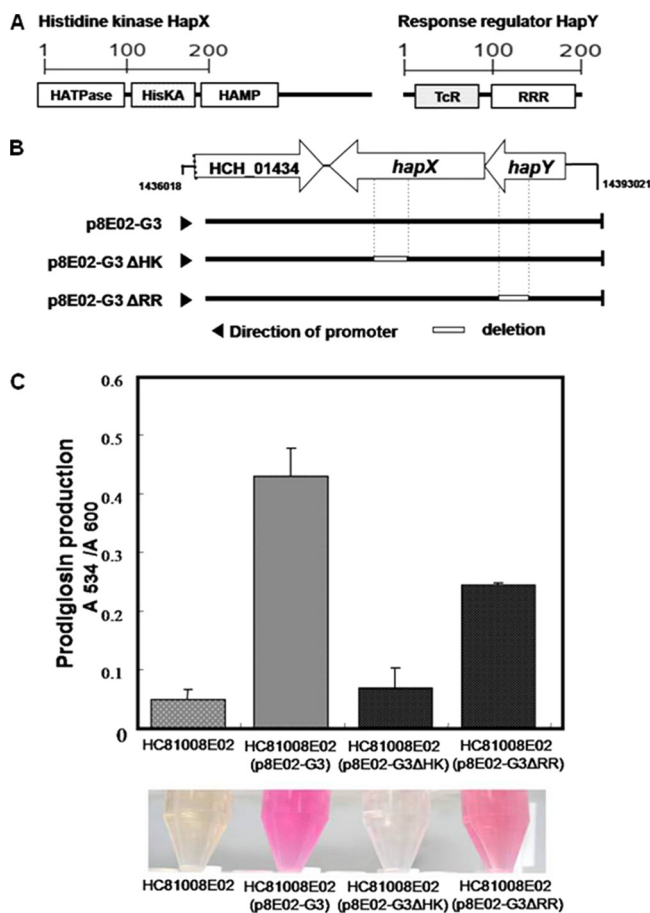 A
Histidine kinase HapX
Response regulator HapY
1 100 200
1 100 200
HATPase HisKA HAMP
TcR RRR
B
HCH_01434 hapX hapY
1436018
14393021
p8E02-G3
p8E02-G3 ΔHK
p8E02-G3 ΔRR
Direction of promoter
deletion
C
Prodigiosin production
A 534 /A 600
0.6
0.5
0.4
0.3
0.2
0.1
0
HC81008E02 HC81008E02 HC81008E02 HC81008E02
(p8E02-G3) (p8E02-G3ΔHK) (p8E02-G3ΔRR)
HC81008E02 HC81008E02 HC81008E02 HC81008E02
(p8E02-G3) (p8E02-G3ΔHK) (p8E02-G3ΔRR)